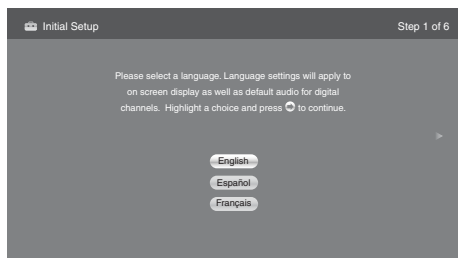 Initial Setup
Step 1 of 6
Please select a language. Language settings will apply to
on screen display as well as default audio for digital
channels. Highlight a choice and press to continue.
English
Español
Français